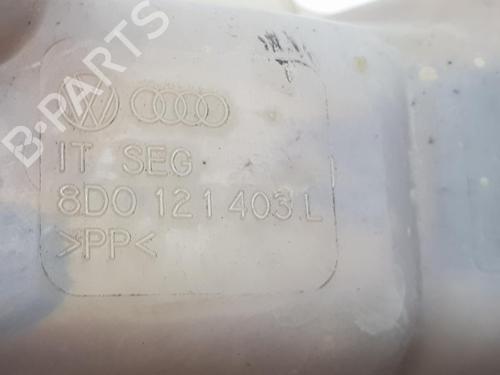 B-PARTS
IT SEG
8D0 121 403 L
>PP<